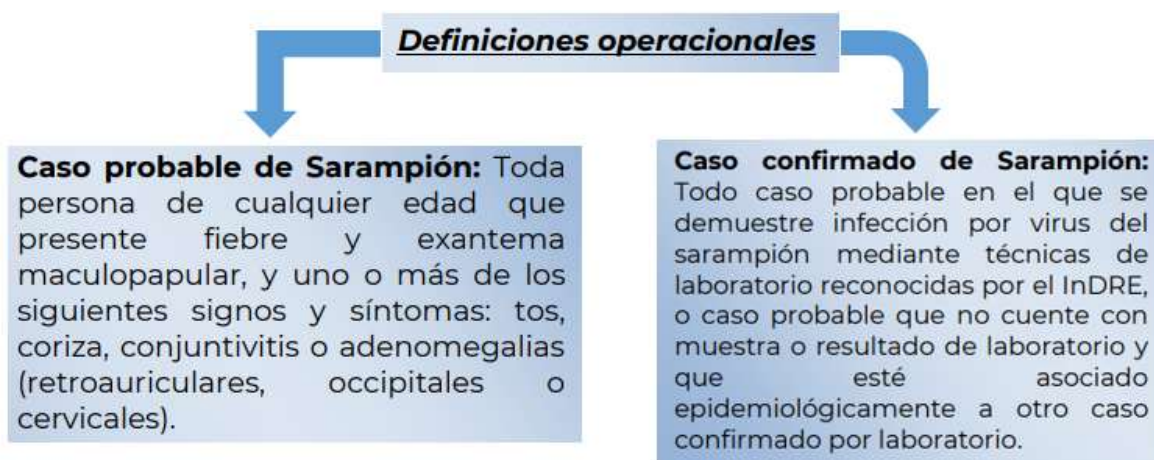 Definiciones operacionales
Caso probable de Sarampión: Toda
persona de cualquier edad que
presente fiebre y exantema
maculopapular, y uno o más de los
siguientes signos y síntomas: tos,
coriza, conjuntivitis o adenomegalias
(retroauriculares, occipitales o
cervicales).
Caso confirmado de Sarampión:
Todo caso probable en el que se
demuestre infección por virus del
sarampión mediante técnicas de
laboratorio reconocidas por el InDRE,
o caso probable que no cuente con
muestra o resultado de laboratorio y
que esté asociado
epidemiológicamente a otro caso
confirmado por laboratorio.